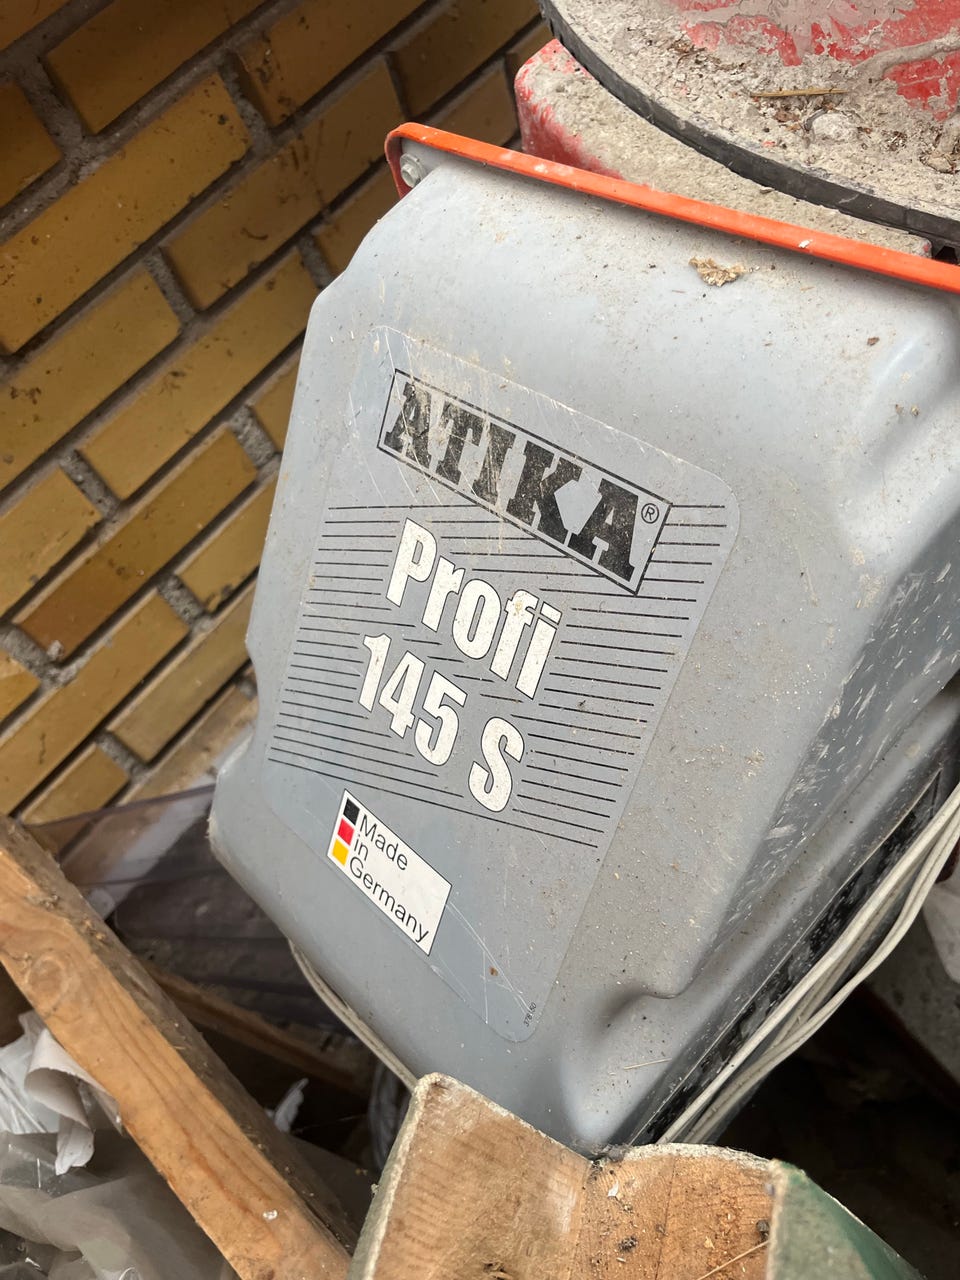 ATIKA®
Profi
145 S
Made
in
Germany